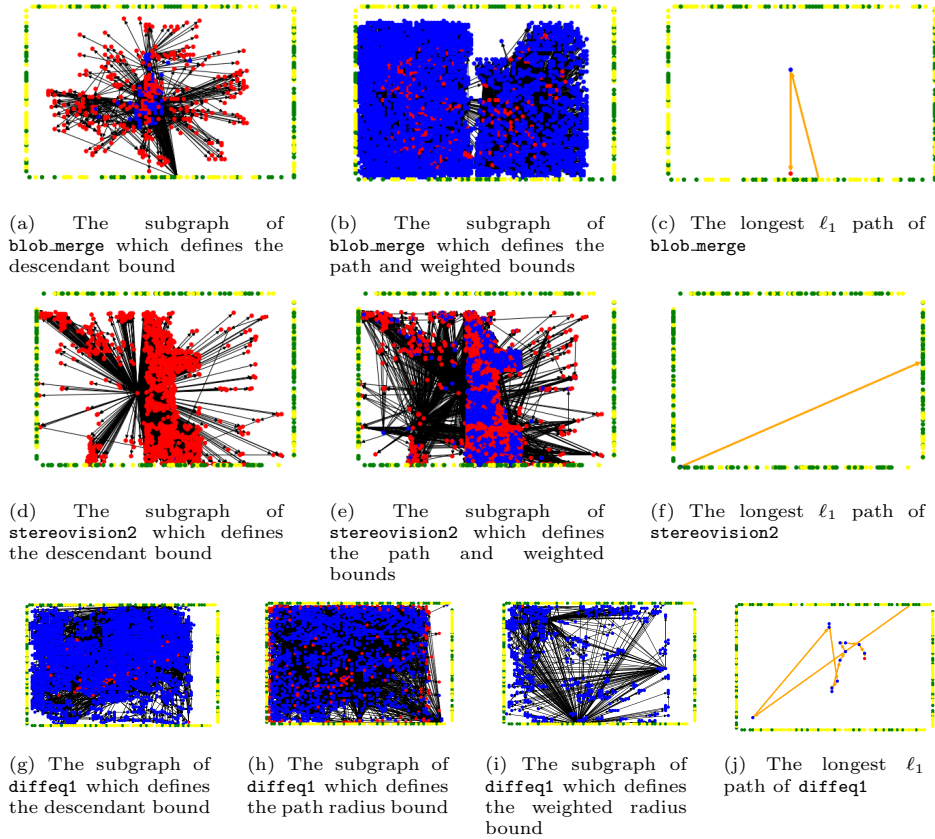 (a) The subgraph of
blob_merge which defines the
descendant bound
(b) The subgraph of
blob_merge which defines the
path and weighted bounds
(c) The longest ℓ₁ path of
blob_merge
(d) The subgraph of
stereovision2 which defines
the descendant bound
(e) The subgraph of
stereovision2 which defines
the path and weighted
bounds
(f) The longest ℓ₁ path of
stereovision2
(g) The subgraph of
diffeq1 which defines
the descendant bound
(h) The subgraph of
diffeq1 which defines
the path radius bound
(i) The subgraph of
diffeq1 which defines
the weighted radius
bound
(j) The longest ℓ₁
path of diffeq1